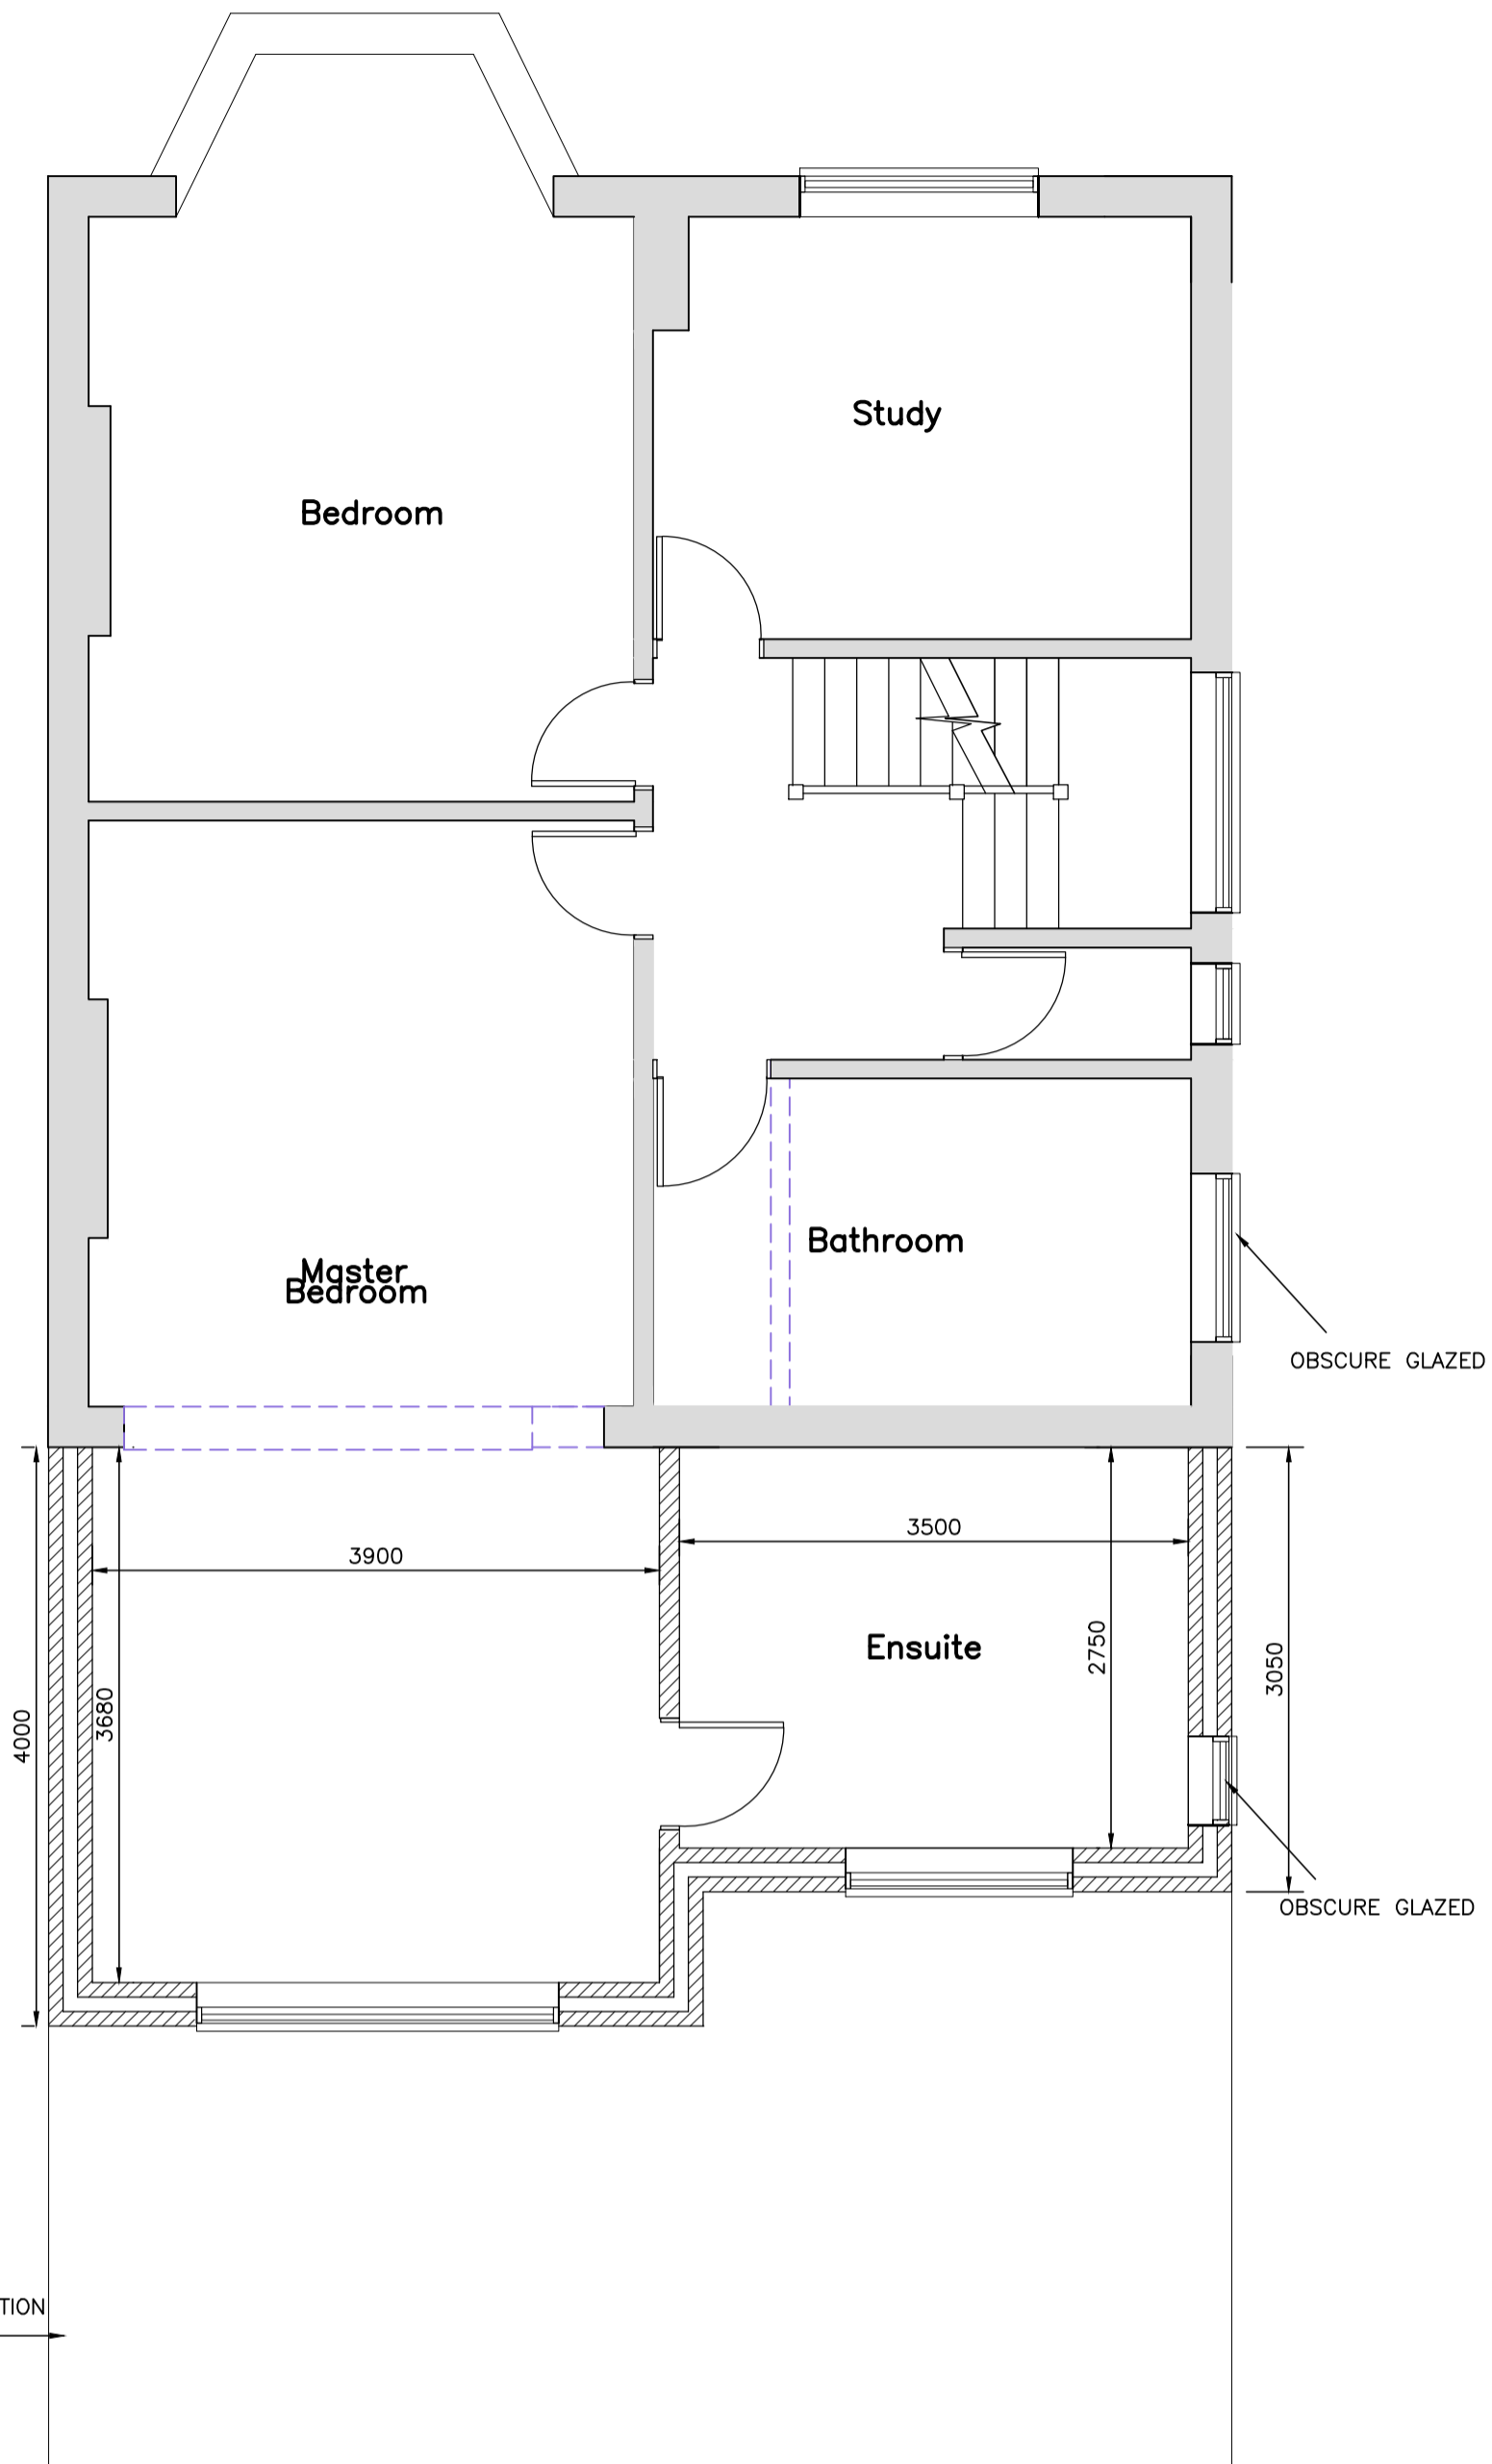 Study
Bedroom
Bathroom
Master
Bedroom
OBSCURE GLAZED
3500
3900
Ensuite
2750
3050
3680
4000
OBSCURE GLAZED
TION